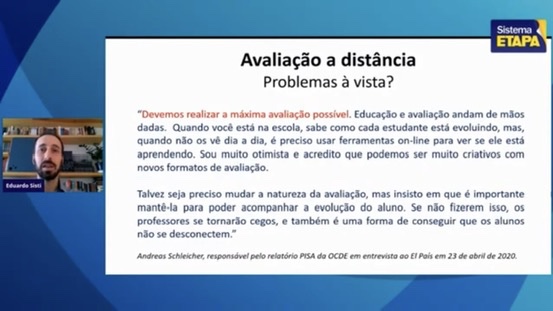 Sistema
ETAPA
Avaliação a distância
Problemas à vista?
“Devemos realizar a máxima avaliação possível. Educação e avaliação andam de mãos
dadas. Quando você está na escola, sabe como cada estudante está evoluindo, mas,
quando não os vê dia a dia, é preciso usar ferramentas on-line para ver se ele está
aprendendo. Sou muito otimista e acredito que podemos ser muito criativos com
novos formatos de avaliação.
Talvez seja preciso mudar a natureza da avaliação, mas insisto em que é importante
mantê-la para poder acompanhar a evolução do aluno. Se não fizerem isso, os
professores se tornarão cegos, e também é uma forma de conseguir que os alunos
não se desconectem.”
Andreas Schleicher, responsável pelo relatório PISA da OCDE em entrevista ao El País em 23 de abril de 2020.
Eduardo Sisti